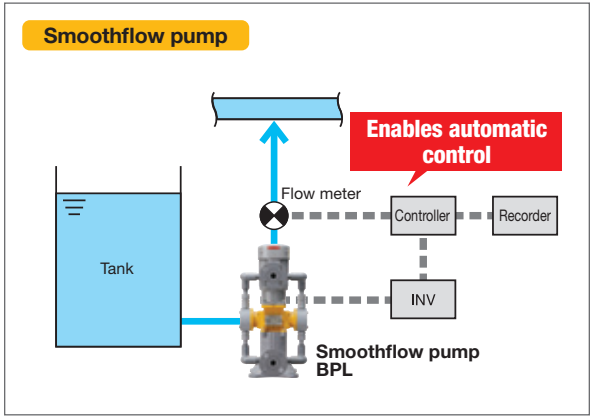 Smoothflow pump
Enables automatic
control
Flow meter
Controller
Recorder
Tank
INV
Smoothflow pump
BPL